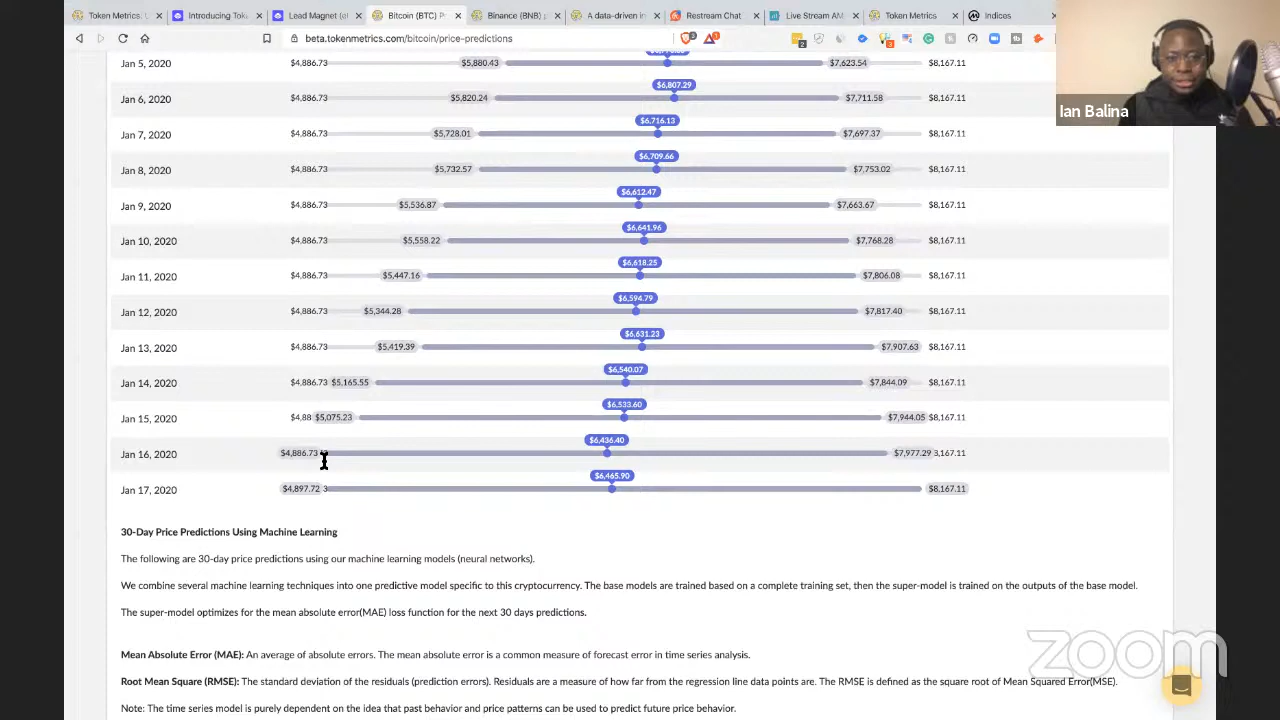 Token Metrics:
Introducing Tok
Lead Magnet (et
Bitcoin (BTC) P
Binance (BNB)
A data-driven in
Restream Chat
Live Stream AN
Token Metrics
Indices
beta.tokenmetrics.com/bitcoin/price-predictions
Ian Balina
Jan 5, 2020 $4,886.73 $5,880.43 $7,623.54 $8,167.11
$6,807.29
Jan 6, 2020 $4,886.73 $5,820.24 $7,711.58 $8,167.11
$6,716.13
Jan 7, 2020 $4,886.73 $5,728.01 $7,697.37 $8,167.11
$6,709.66
Jan 8, 2020 $4,886.73 $5,732.57 $7,753.02 $8,167.11
$6,612.47
Jan 9, 2020 $4,886.73 $5,536.87 $7,663.67 $8,167.11
$6,641.96
Jan 10, 2020 $4,886.73 $5,558.22 $7,768.28 $8,167.11
$6,618.25
Jan 11, 2020 $4,886.73 $5,447.16 $7,806.08 $8,167.11
$6,594.79
Jan 12, 2020 $4,886.73 $5,344.28 $7,817.40 $8,167.11
$6,631.23
Jan 13, 2020 $4,886.73 $5,419.39 $7,907.63 $8,167.11
$6,540.07
Jan 14, 2020 $4,886.73 $5,165.55 $7,844.09 $8,167.11
$6,533.60
Jan 15, 2020 $4,88 $5,075.23 $7,944.05 $8,167.11
$6,436.40
Jan 16, 2020 $4,886.73 $7,977.29 3,167.11
$6,465.90
Jan 17, 2020 $4,897.72 3 $8,167.11
30-Day Price Predictions Using Machine Learning
The following are 30-day price predictions using our machine learning models (neural networks).
We combine several machine learning techniques into one predictive model specific to this cryptocurrency. The base models are trained based on a complete training set, then the super-model is trained on the outputs of the base model.
The super-model optimizes for the mean absolute error(MAE) loss function for the next 30 days predictions.
Mean Absolute Error (MAE): An average of absolute errors. The mean absolute error is a common measure of forecast error in time series analysis.
Root Mean Square (RMSE): The standard deviation of the residuals (prediction errors). Residuals are a measure of how far from the regression line data points are. The RMSE is defined as the square root of Mean Squared Error(MSE).
Note: The time series model is purely dependent on the idea that past behavior and price patterns can be used to predict future price behavior.
zoom